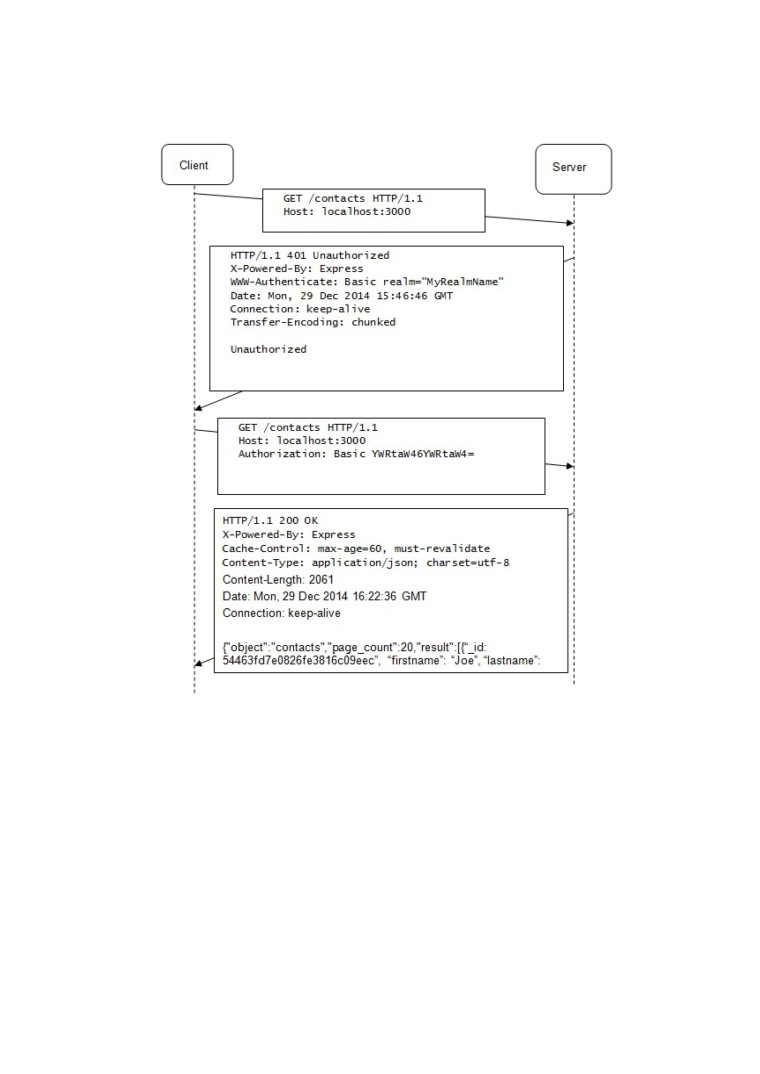 Client
Server
GET /contacts HTTP/1.1
Host: localhost:3000
HTTP/1.1 401 Unauthorized
X-Powered-By: Express
WWW-Authenticate: Basic realm="MyRealmName"
Date: Mon, 29 Dec 2014 15:46:46 GMT
Connection: keep-alive
Transfer-Encoding: chunked
Unauthorized
GET /contacts HTTP/1.1
Host: localhost:3000
Authorization: Basic YWRtaW46YWRtaW4=
HTTP/1.1 200 OK
X-Powered-By: Express
Cache-Control: max-age=60, must-revalidate
Content-Type: application/json; charset=utf-8
Content-Length: 2061
Date: Mon, 29 Dec 2014 16:22:36 GMT
Connection: keep-alive
{"object":"contacts","page_count":20,"result":[{“_id:
54463fd7e0826fe3816c09eec”, “firstname”: “Joe”, “lastname”: